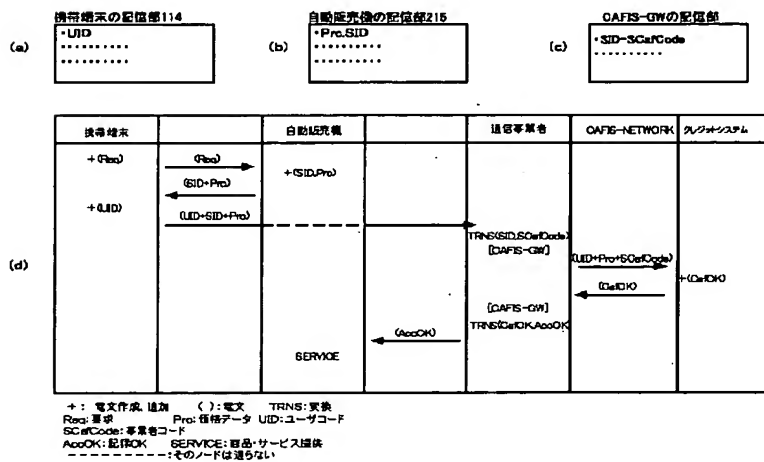 携帯端末の記憶部114
自動販売機の記憶部215
CAFIS-GWの記憶部
(a)
・UID
(b)
・Pro.SID
(c)
・SID-SCafCode
携帯端末
自動販売機
通信事業者
CAFIS-NETWORK
クレジットシステム
+(Req)
(Req)
+(SID,Pro)
(SID+Pro)
+(UID)
(UID+SID+Pro)
TRNS(SID,SCafCode)
[CAFIS-GW]
(d)
(UID+Pro+SCafCode)
+(CafOK)
(CafOK)
[CAFIS-GW]
TRNS(CafOK,AccOK)
(AccOK)
SERVICE
+: 電文作成, 追加 ( ):電文 TRNS:変換
Req:要求 Pro:価格データ UID:ユーザコード
SCafCode:事業者コード
AccOK:記録OK SERVICE:商品・サービス提供
----------:そのノードは通らない